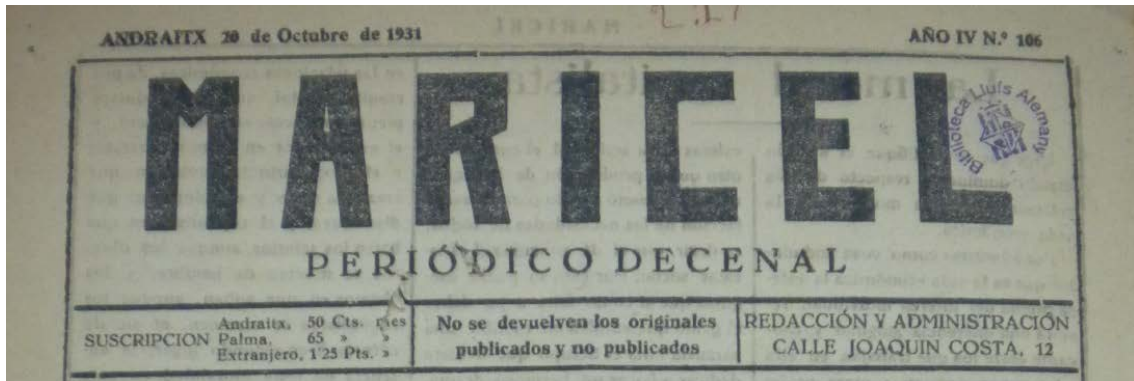 ANDRAITX 20 de Octubre de 1931
AÑO IV N.º 106
MARICEL
Biblioteca Lluís Alemany
PERIÓDICO DECENAL
SUSCRIPCION
Andraitx, 50 Cts. mes
Palma, 65 » »
Extranjero, 1'25 Pts. »
No se devuelven los originales
publicados y no publicados
REDACCIÓN Y ADMINISTRACIÓN
CALLE JOAQUIN COSTA, 12